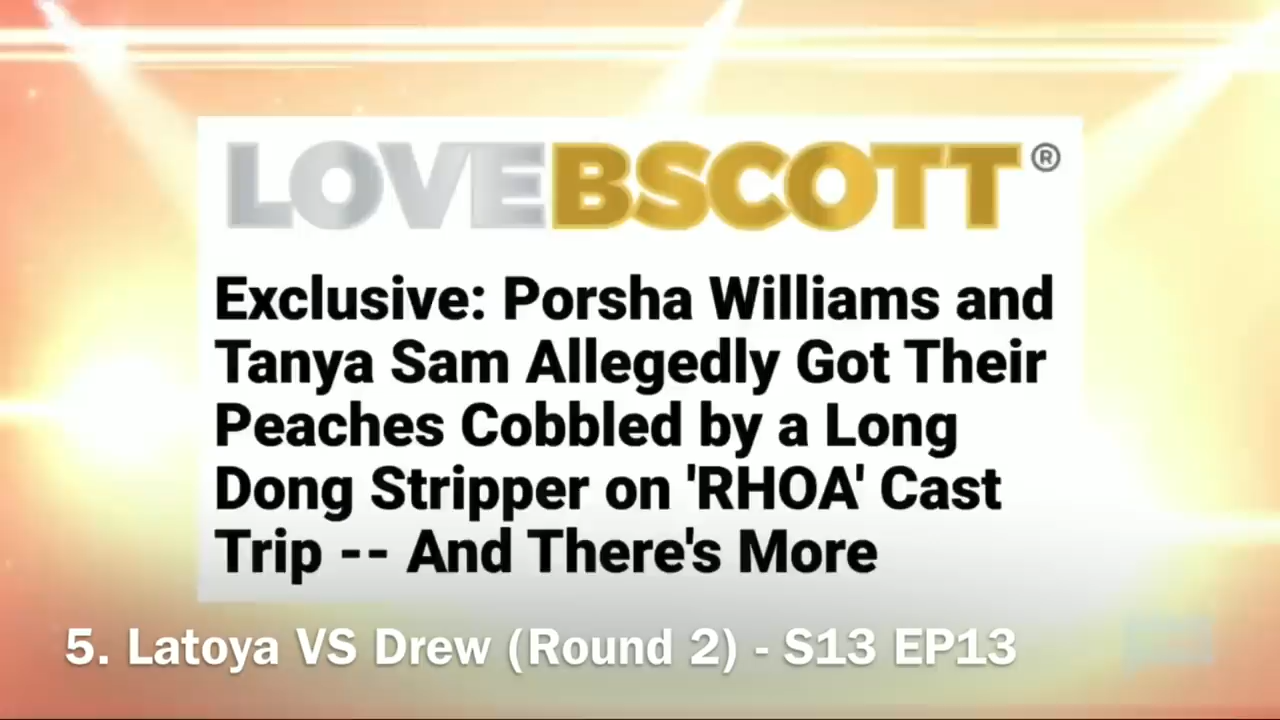 LOVEBSCOTT®
Exclusive: Porsha Williams and
Tanya Sam Allegedly Got Their
Peaches Cobbled by a Long
Dong Stripper on 'RHOA' Cast
Trip -- And There's More
5. Latoya VS Drew (Round 2) - S13 EP13